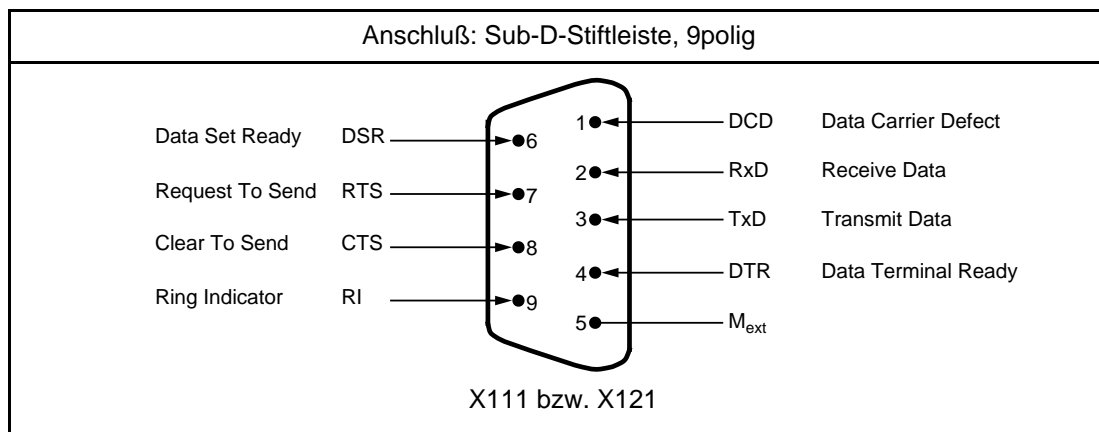 Anschluß: Sub-D-Stiftleiste, 9polig
Data Set Ready DSR 6
Request To Send RTS 7
Clear To Send CTS 8
Ring Indicator RI 9
1 DCD Data Carrier Defect
2 RxD Receive Data
3 TxD Transmit Data
4 DTR Data Terminal Ready
5 Mext
X111 bzw. X121